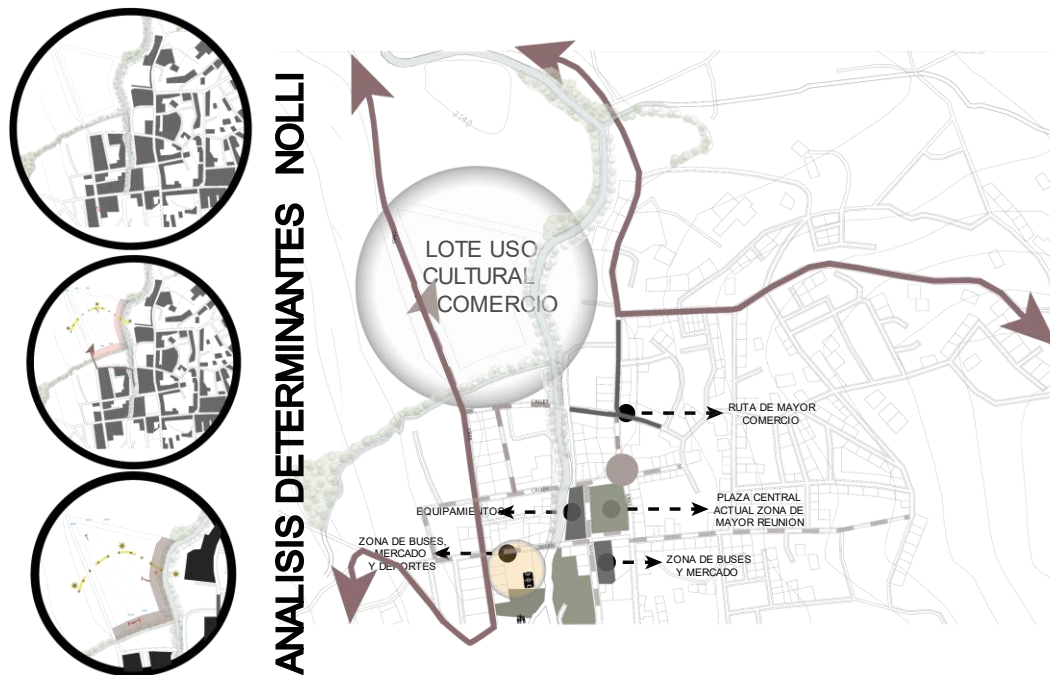 ANALISIS DETERMINANTES NOLLI
2140
LOTE USO
CULTURAL
COMERCIO
RUTA DE MAYOR
COMERCIO
EQUIPAMIENTOS
PLAZA CENTRAL
ACTUAL ZONA DE
MAYOR REUNION
ZONA DE BUSES,
MERCADO
Y DEPORTES
ZONA DE BUSES
Y MERCADO